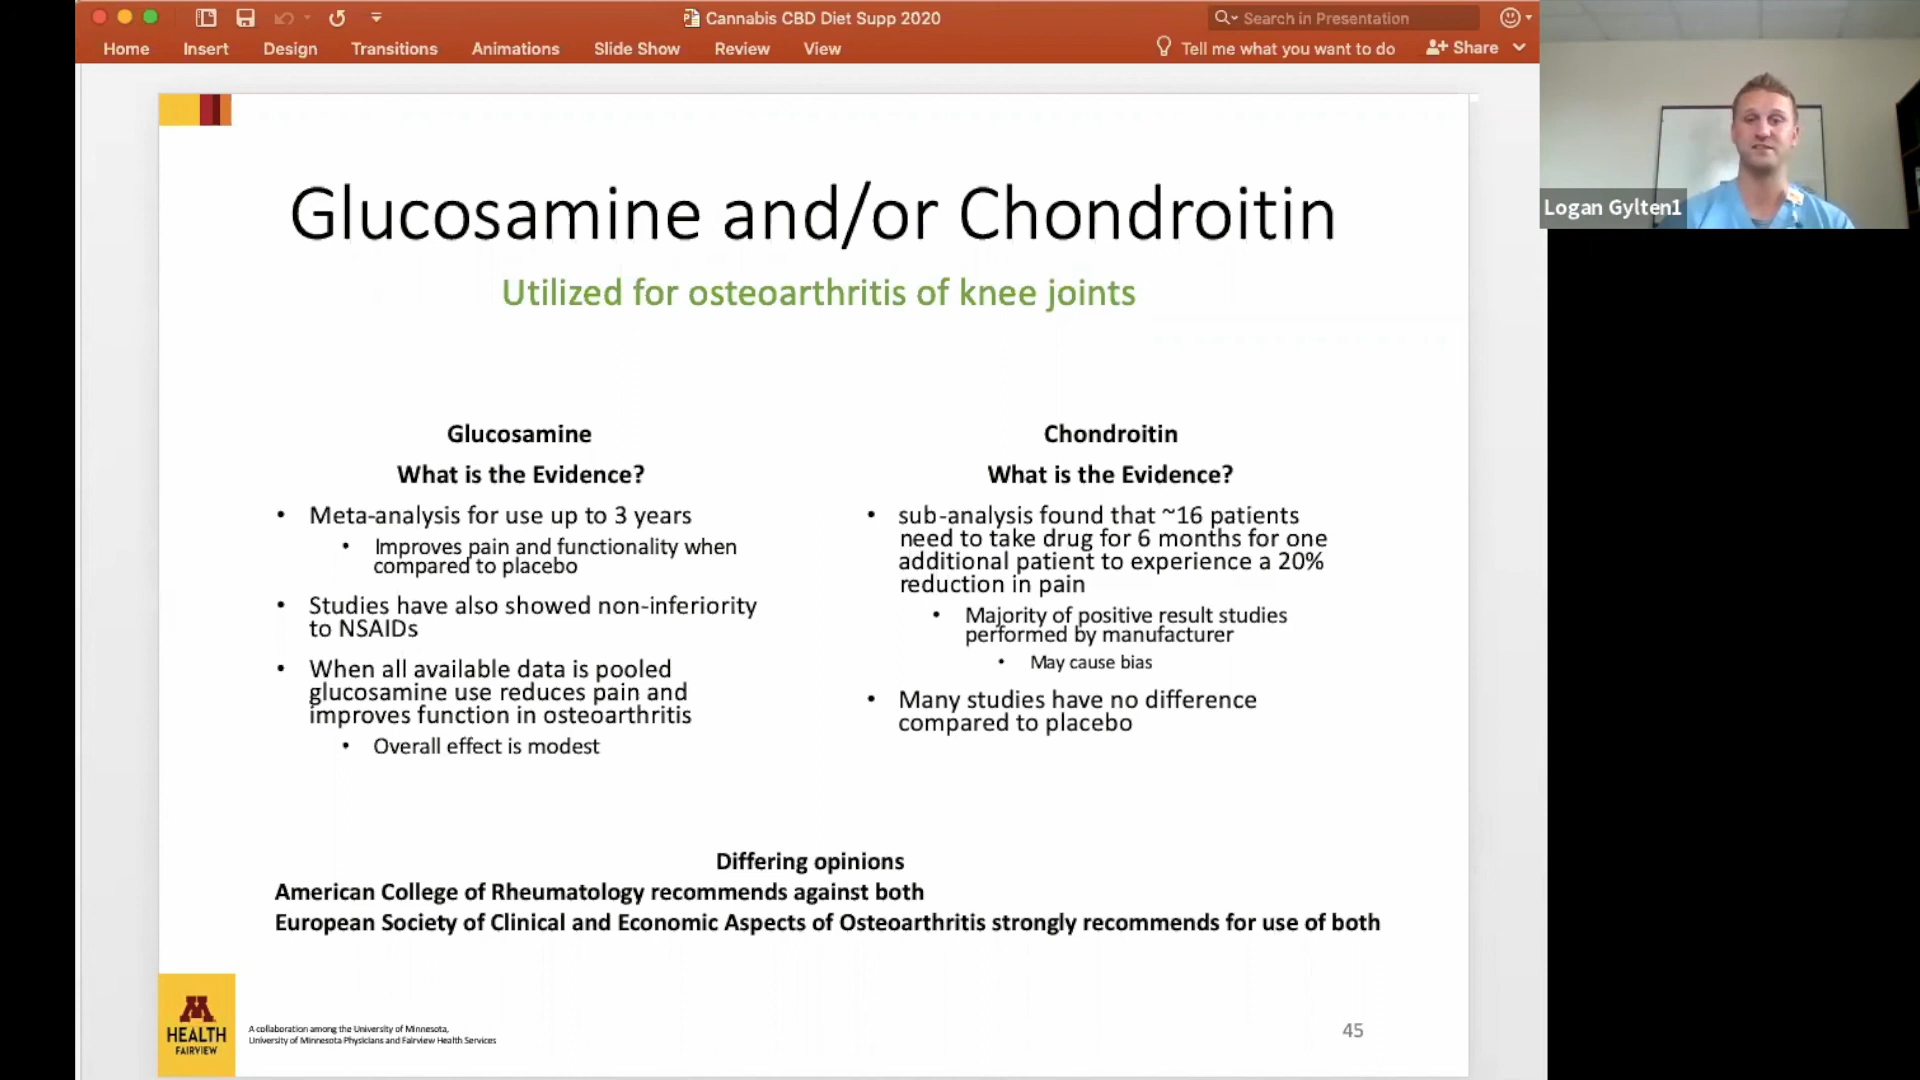 Cannabis CBD Diet Supp 2020
Search in Presentation
Home Insert Design Transitions Animations Slide Show Review View
Tell me what you want to do
Share
Logan Gylten1
Glucosamine and/or Chondroitin
Utilized for osteoarthritis of knee joints
Glucosamine
What is the Evidence?
• Meta-analysis for use up to 3 years
• Improves pain and functionality when
compared to placebo
• Studies have also showed non-inferiority
to NSAIDs
• When all available data is pooled
glucosamine use reduces pain and
improves function in osteoarthritis
• Overall effect is modest
Chondroitin
What is the Evidence?
• sub-analysis found that ~16 patients
need to take drug for 6 months for one
additional patient to experience a 20%
reduction in pain
• Majority of positive result studies
performed by manufacturer
• May cause bias
• Many studies have no difference
compared to placebo
Differing opinions
American College of Rheumatology recommends against both
European Society of Clinical and Economic Aspects of Osteoarthritis strongly recommends for use of both
M
HEALTH
FAIRVIEW
A collaboration among the University of Minnesota,
University of Minnesota Physicians and Fairview Health Services
45